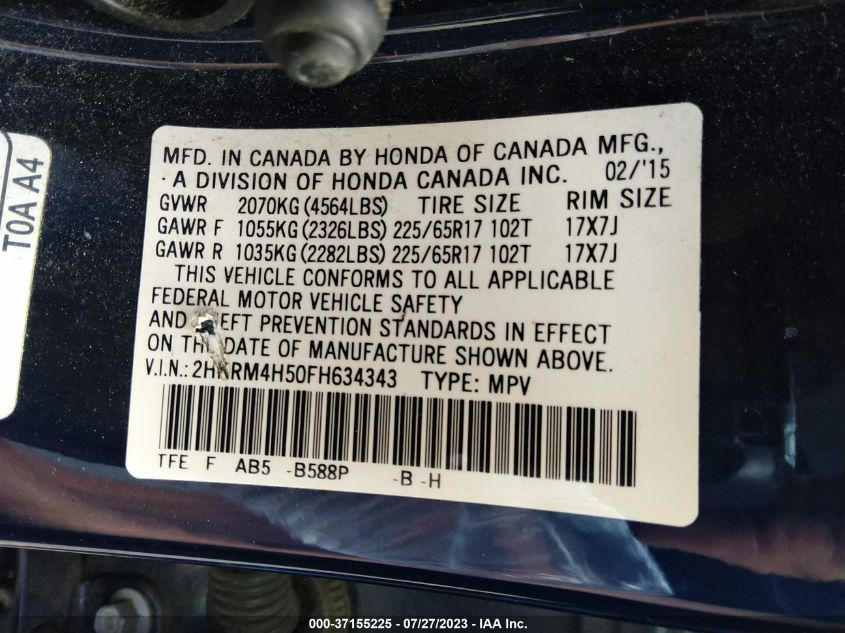 MFD. IN CANADA BY HONDA OF CANADA MFG.,
A DIVISION OF HONDA CANADA INC. 02/'15
GVWR 2070KG (4564LBS) TIRE SIZE RIM SIZE
GAWR F 1055KG (2326LBS) 225/65R17 102T 17X7J
GAWR R 1035KG (2282LBS) 225/65R17 102T 17X7J
THIS VEHICLE CONFORMS TO ALL APPLICABLE
FEDERAL MOTOR VEHICLE SAFETY
AND PREVENTION STANDARDS IN EFFECT
ON THE DATE OF MANUFACTURE SHOWN ABOVE.
V.I.N.: TYPE: MPV
TFE F AB5 -B588P -B -H
T0A A4
000-37155225 - 07/27/2023 - IAA Inc.